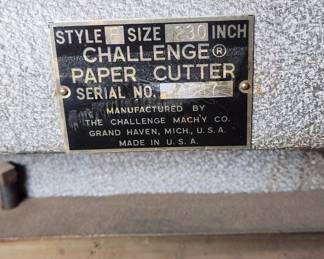 STYLE SIZE 230 INCH
CHALLENGE®
PAPER CUTTER
SERIAL NO.
MANUFACTURED BY
THE CHALLENGE MACH'Y CO.
GRAND HAVEN, MICH., U.S.A.
MADE IN U.S.A.